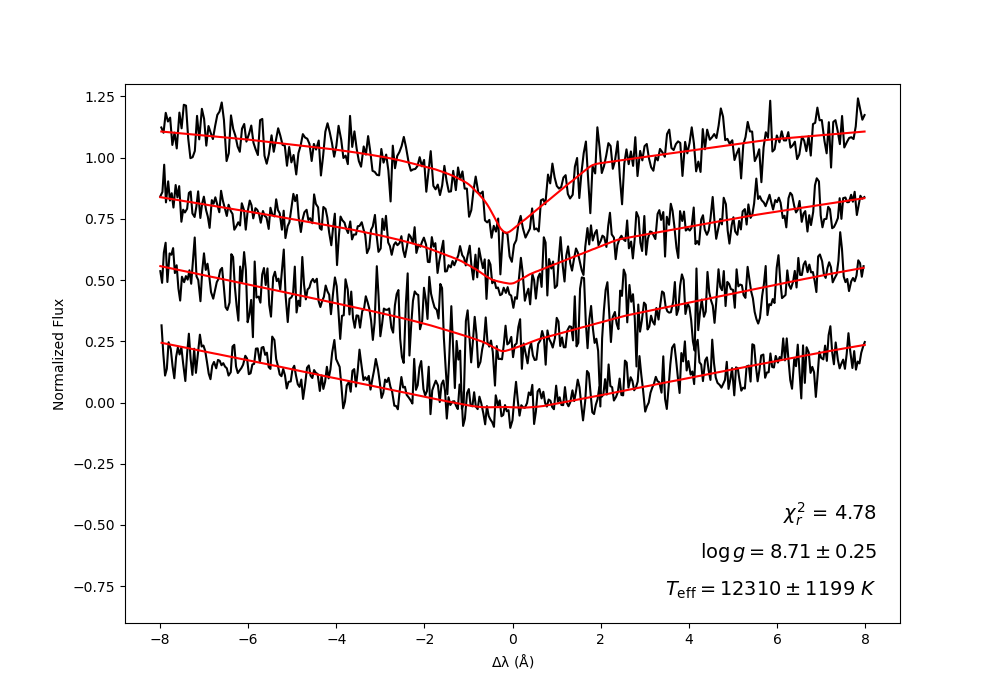 1.25
1.00
0.75
0.50
0.25
0.00
−0.25
−0.50
−0.75
Normalized Flux
χ²ᵣ = 4.78
log g = 8.71 ± 0.25
T_eff = 12310 ± 1199 K
−8 −6 −4 −2 0 2 4 6 8
Δλ (Å)